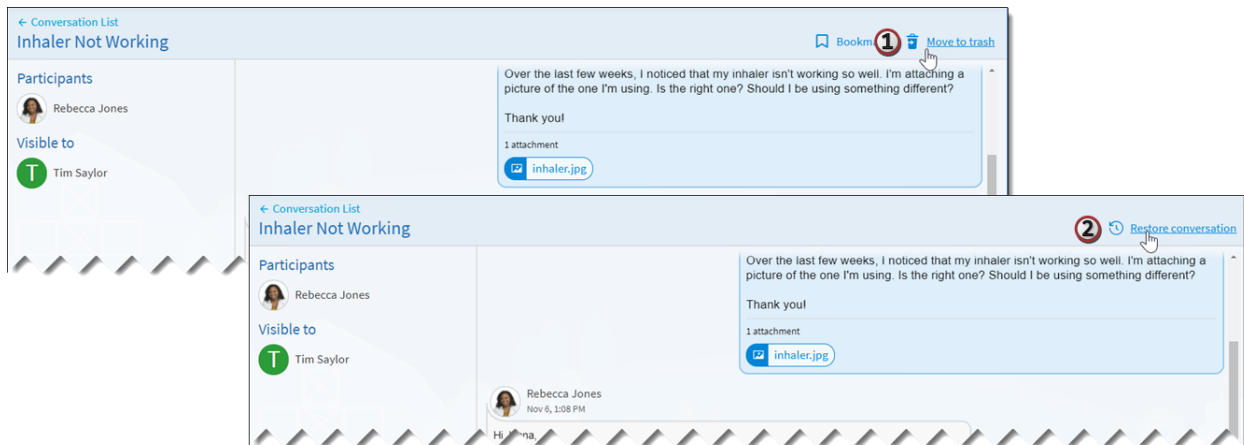 ← Conversation List
Inhaler Not Working
1 Move to trash
Participants
Rebecca Jones
Visible to
T Tim Saylor
Over the last few weeks, I noticed that my inhaler isn't working so well. I'm attaching a
picture of the one I'm using. Is the right one? Should I be using something different?
Thank you!
1 attachment
inhaler.jpg
← Conversation List
Inhaler Not Working
2 Restore conversation
Participants
Rebecca Jones
Visible to
T Tim Saylor
Over the last few weeks, I noticed that my inhaler isn't working so well. I'm attaching a
picture of the one I'm using. Is the right one? Should I be using something different?
Thank you!
1 attachment
inhaler.jpg
Rebecca Jones
Nov 6, 1:08 PM
Hi